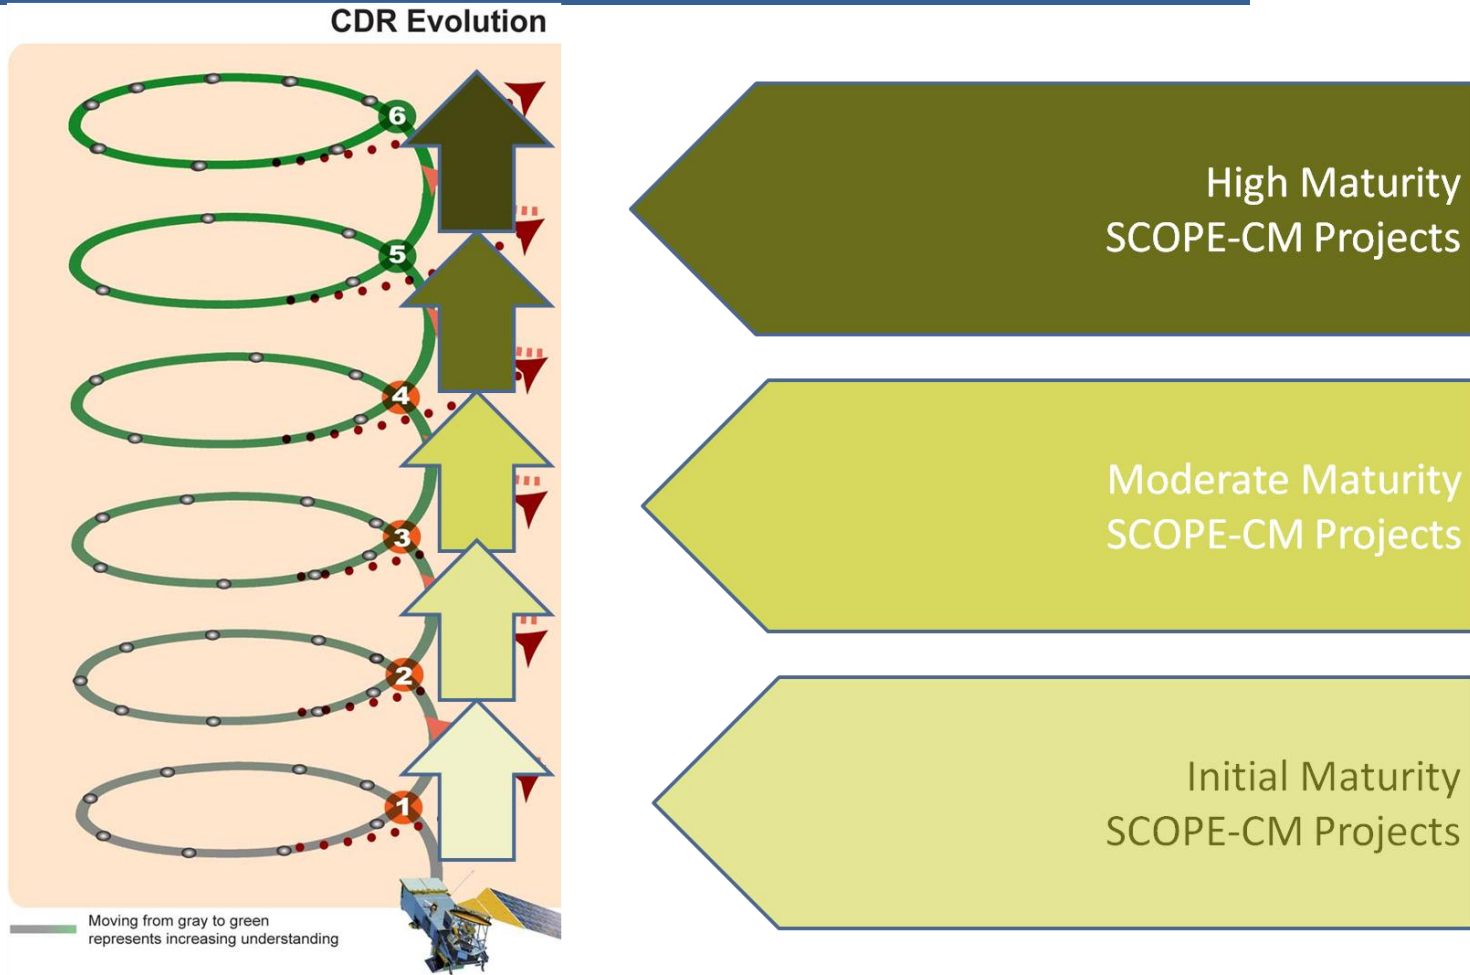 CDR Evolution
6
5
4
3
2
1
Moving from gray to green
represents increasing understanding
High Maturity
SCOPE-CM Projects
Moderate Maturity
SCOPE-CM Projects
Initial Maturity
SCOPE-CM Projects